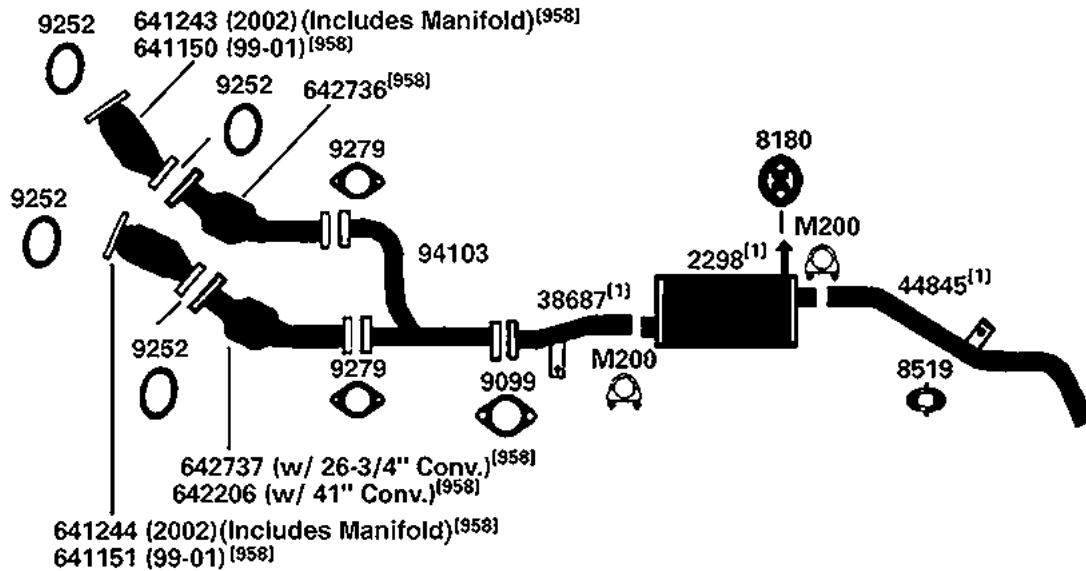 9252
641243 (2002) (Includes Manifold)[958]
641150 (99-01)[958]
9252
642736[958]
9279
8180
9252
M200
94103
2298[1]
38687[1]
44845[1]
9252
9279
9099
M200
8519
642737 (w/ 26-3/4" Conv.)[958]
642206 (w/ 41" Conv.)[958]
641244 (2002) (Includes Manifold)[958]
641151 (99-01)[958]